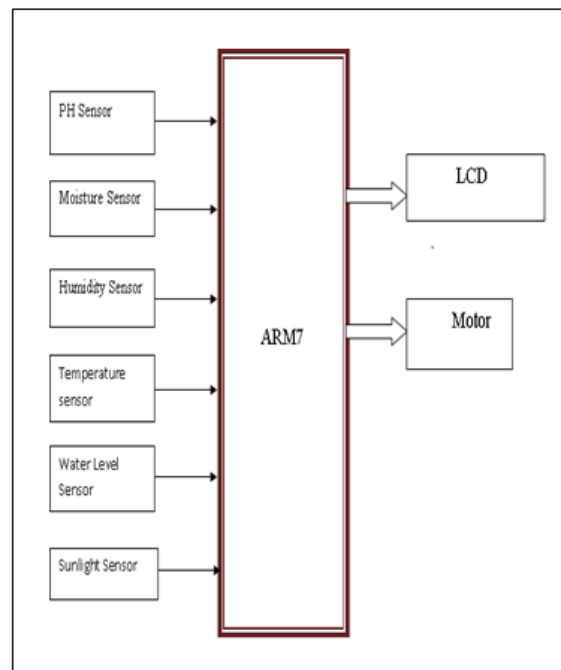 PH Sensor
Moisture Sensor
Humidity Sensor
Temperature
sensor
Water Level
Sensor
Sunlight Sensor
ARM7
LCD
Motor